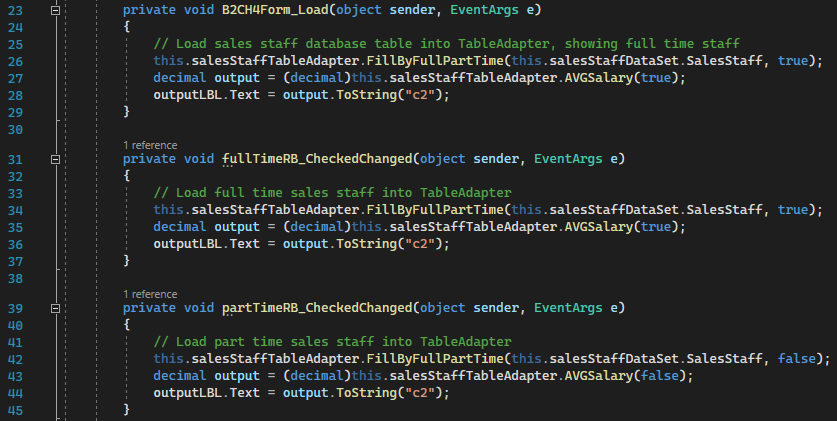 23 private void B2CH4Form_Load(object sender, EventArgs e)
24 {
25 // Load sales staff database table into TableAdapter, showing full time staff
26 this.salesStaffTableAdapter.FillByFullPartTime(this.salesStaffDataSet.SalesStaff, true);
27 decimal output = (decimal)this.salesStaffTableAdapter.AVGSalary(true);
28 outputLBL.Text = output.ToString("c2");
29 }
30
1 reference
31 private void fullTimeRB_CheckedChanged(object sender, EventArgs e)
32 {
33 // Load full time sales staff into TableAdapter
34 this.salesStaffTableAdapter.FillByFullPartTime(this.salesStaffDataSet.SalesStaff, true);
35 decimal output = (decimal)this.salesStaffTableAdapter.AVGSalary(true);
36 outputLBL.Text = output.ToString("c2");
37 }
38
1 reference
39 private void partTimeRB_CheckedChanged(object sender, EventArgs e)
40 {
41 // Load part time sales staff into TableAdapter
42 this.salesStaffTableAdapter.FillByFullPartTime(this.salesStaffDataSet.SalesStaff, false);
43 decimal output = (decimal)this.salesStaffTableAdapter.AVGSalary(false);
44 outputLBL.Text = output.ToString("c2");
45 }